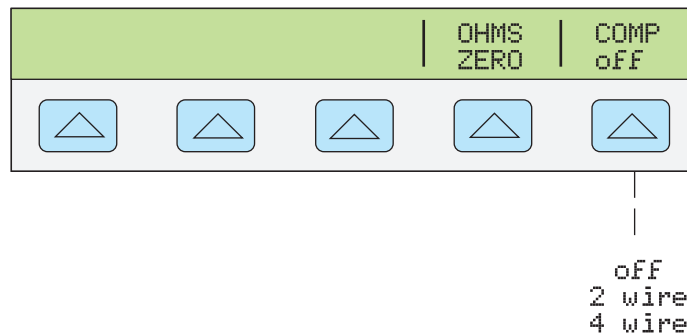 OHMS
ZERO
COMP
off
off
2 wire
4 wire